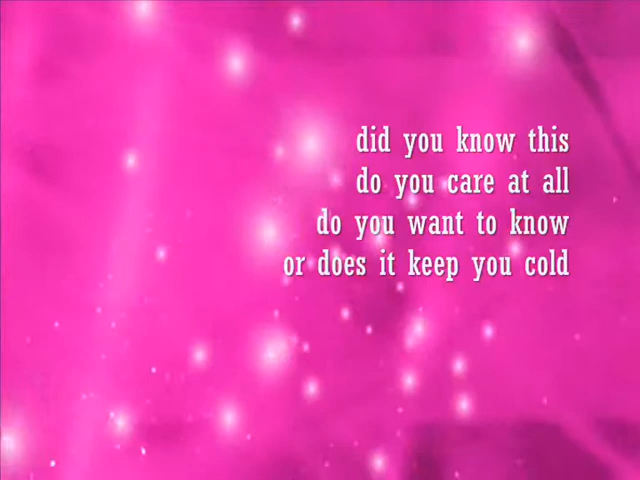 did you know this
do you care at all
do you want to know
or does it keep you cold